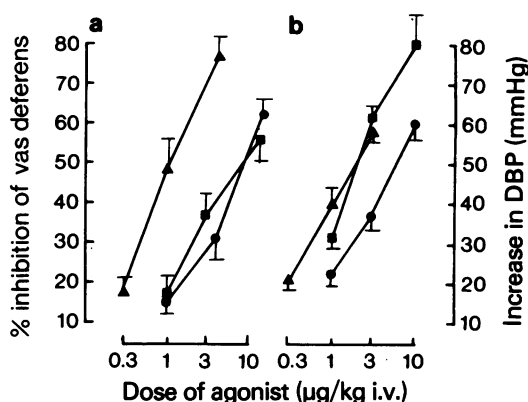 a
b
% inhibition of vas deferens
80
70
60
50
40
30
20
10
80
70
60
50
40
30
20
10
Increase in DBP (mmHg)
0.3 1 3 10
0.3 1 3 10
Dose of agonist (μg/kg i.v.)